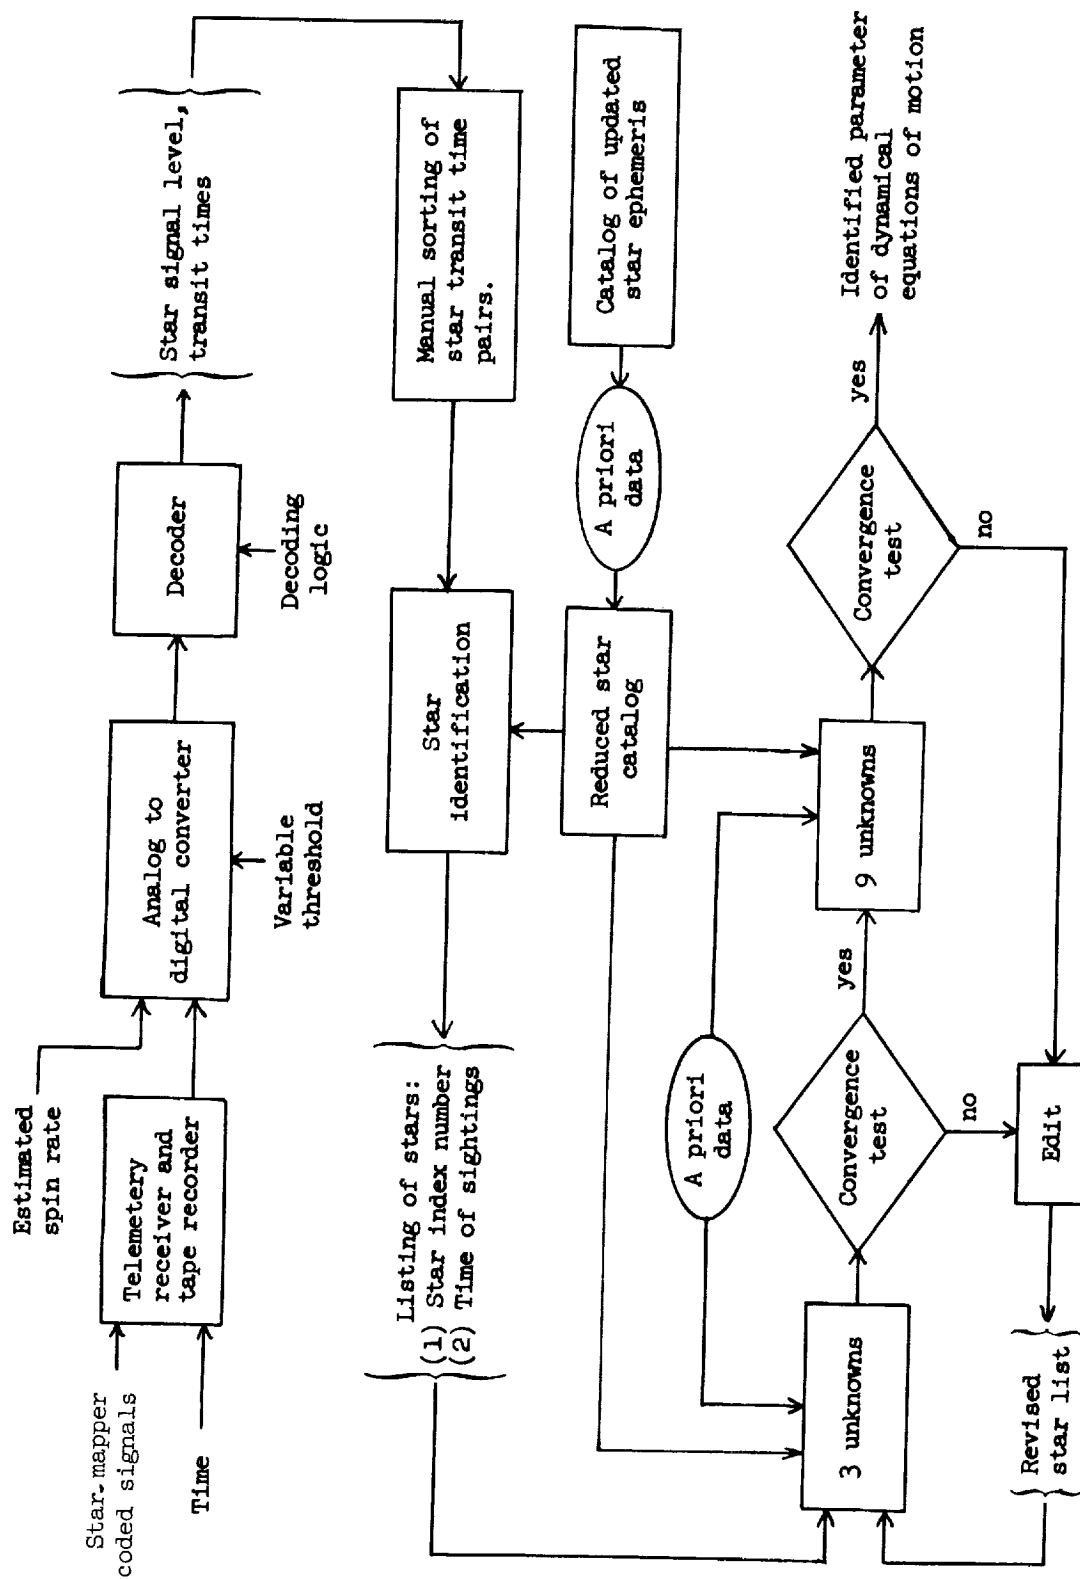 Star-mapper
coded signals
Time
Estimated
spin rate
Telemetery
receiver and
tape recorder
Analog to
digital converter
Variable
threshold
Decoder
Decoding
logic
Star signal level,
transit times
Manual sorting of
star transit time
pairs.
Star
identification
Listing of stars:
(1) Star index number
(2) Time of sightings
Catalog of updated
star ephemeris
A priori
data
Reduced star
catalog
A priori
data
3 unknowns
Convergence
test
yes
no
9 unknowns
Convergence
test
yes
no
Identified parameter
of dynamical
equations of motion
Edit
Revised
star list